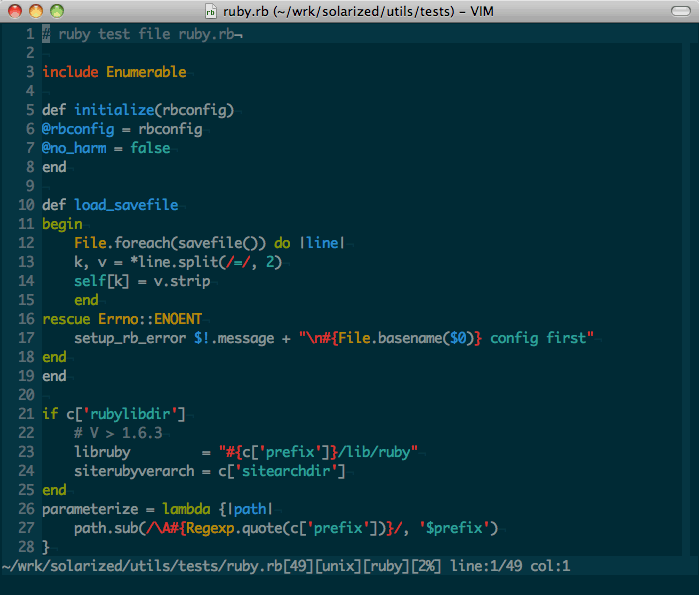 ruby.rb (~/wrk/solarized/utils/tests) – VIM
1 # ruby test file ruby.rb¬
2
3 include Enumerable
4
5 def initialize(rbconfig)
6 @rbconfig = rbconfig
7 @no_harm = false
8 end
9
10 def load_savefile
11 begin
12     File.foreach(savefile()) do |line|
13     k, v = *line.split(/=/, 2)
14     self[k] = v.strip
15     end
16 rescue Errno::ENOENT
17     setup_rb_error $!.message + "\n#{File.basename($0)} config first"
18 end
19 end
20
21 if c['rubylibdir']
22     # V > 1.6.3
23     libruby         = "#{c['prefix']}/lib/ruby"
24     siterubyverarch = c['sitearchdir']
25 end
26 parameterize = lambda {|path|
27     path.sub(/\A#{Regexp.quote(c['prefix'])}/, '$prefix')
28 }
~/wrk/solarized/utils/tests/ruby.rb[49][unix][ruby][2%] line:1/49 col:1